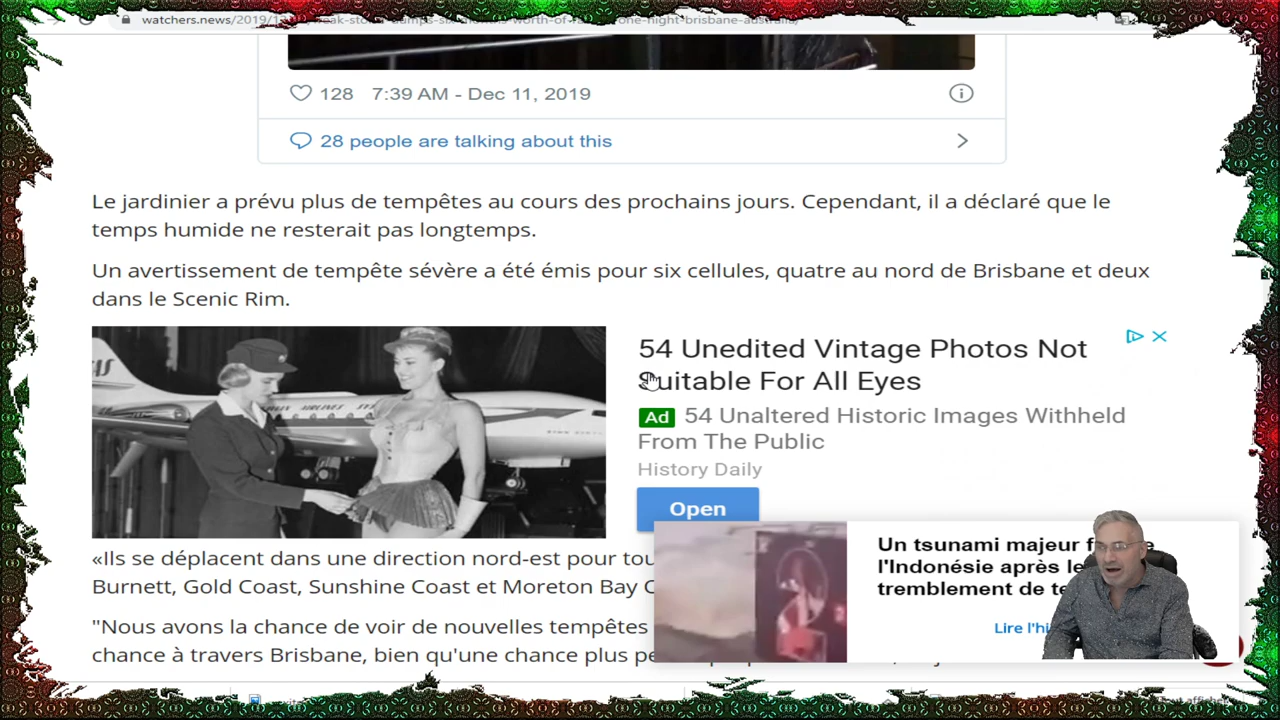 watchers.news/2019/
128 7:39 AM - Dec 11, 2019
28 people are talking about this
Le jardinier a prévu plus de tempêtes au cours des prochains jours. Cependant, il a déclaré que le
temps humide ne resterait pas longtemps.
Un avertissement de tempête sévère a été émis pour six cellules, quatre au nord de Brisbane et deux
dans le Scenic Rim.
54 Unedited Vintage Photos Not
Suitable For All Eyes
Ad 54 Unaltered Historic Images Withheld
From The Public
History Daily
Open
«Ils se déplacent dans une direction nord-est pour
Burnett, Gold Coast, Sunshine Coast et Moreton Bay
"Nous avons la chance de voir de nouvelles tempêtes
chance à travers Brisbane, bien qu'une chance plus
Un tsunami majeur
l'Indonésie après le
tremblement de
Lire